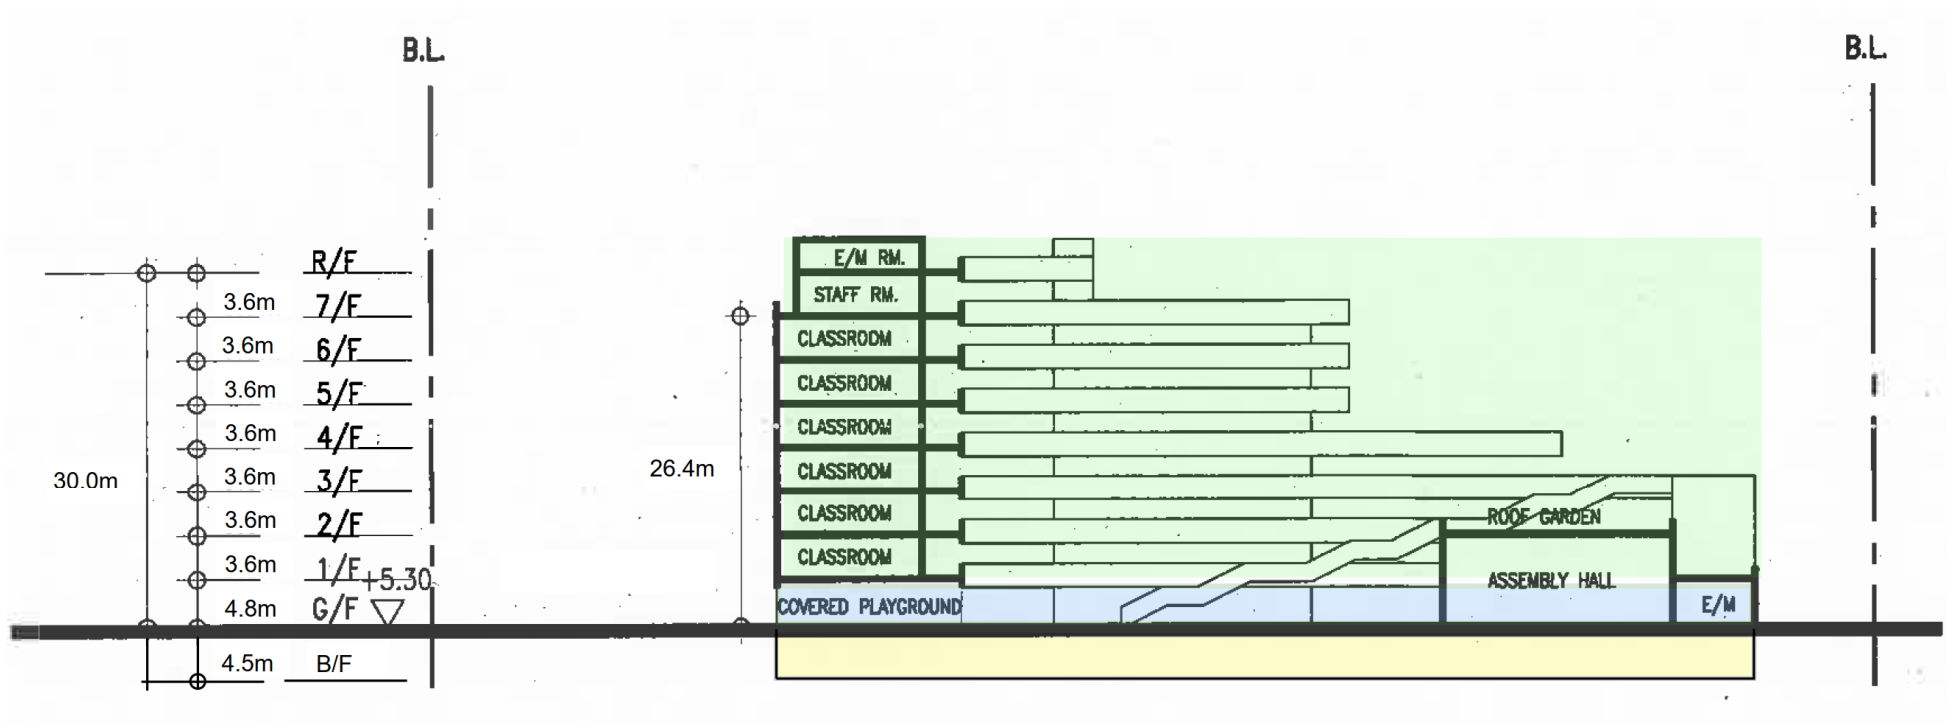 B.L.
B.L.
R/F
3.6m
7/F
3.6m
6/F
3.6m
5/F
3.6m
4/F
3.6m
3/F
3.6m
2/F
3.6m
1/F
+5.30
4.8m
G/F
4.5m
B/F
30.0m
26.4m
E/M RM.
STAFF RM.
CLASSROOM
CLASSROOM
CLASSROOM
CLASSROOM
CLASSROOM
CLASSROOM
COVERED PLAYGROUND
ROOF GARDEN
ASSEMBLY HALL
E/M